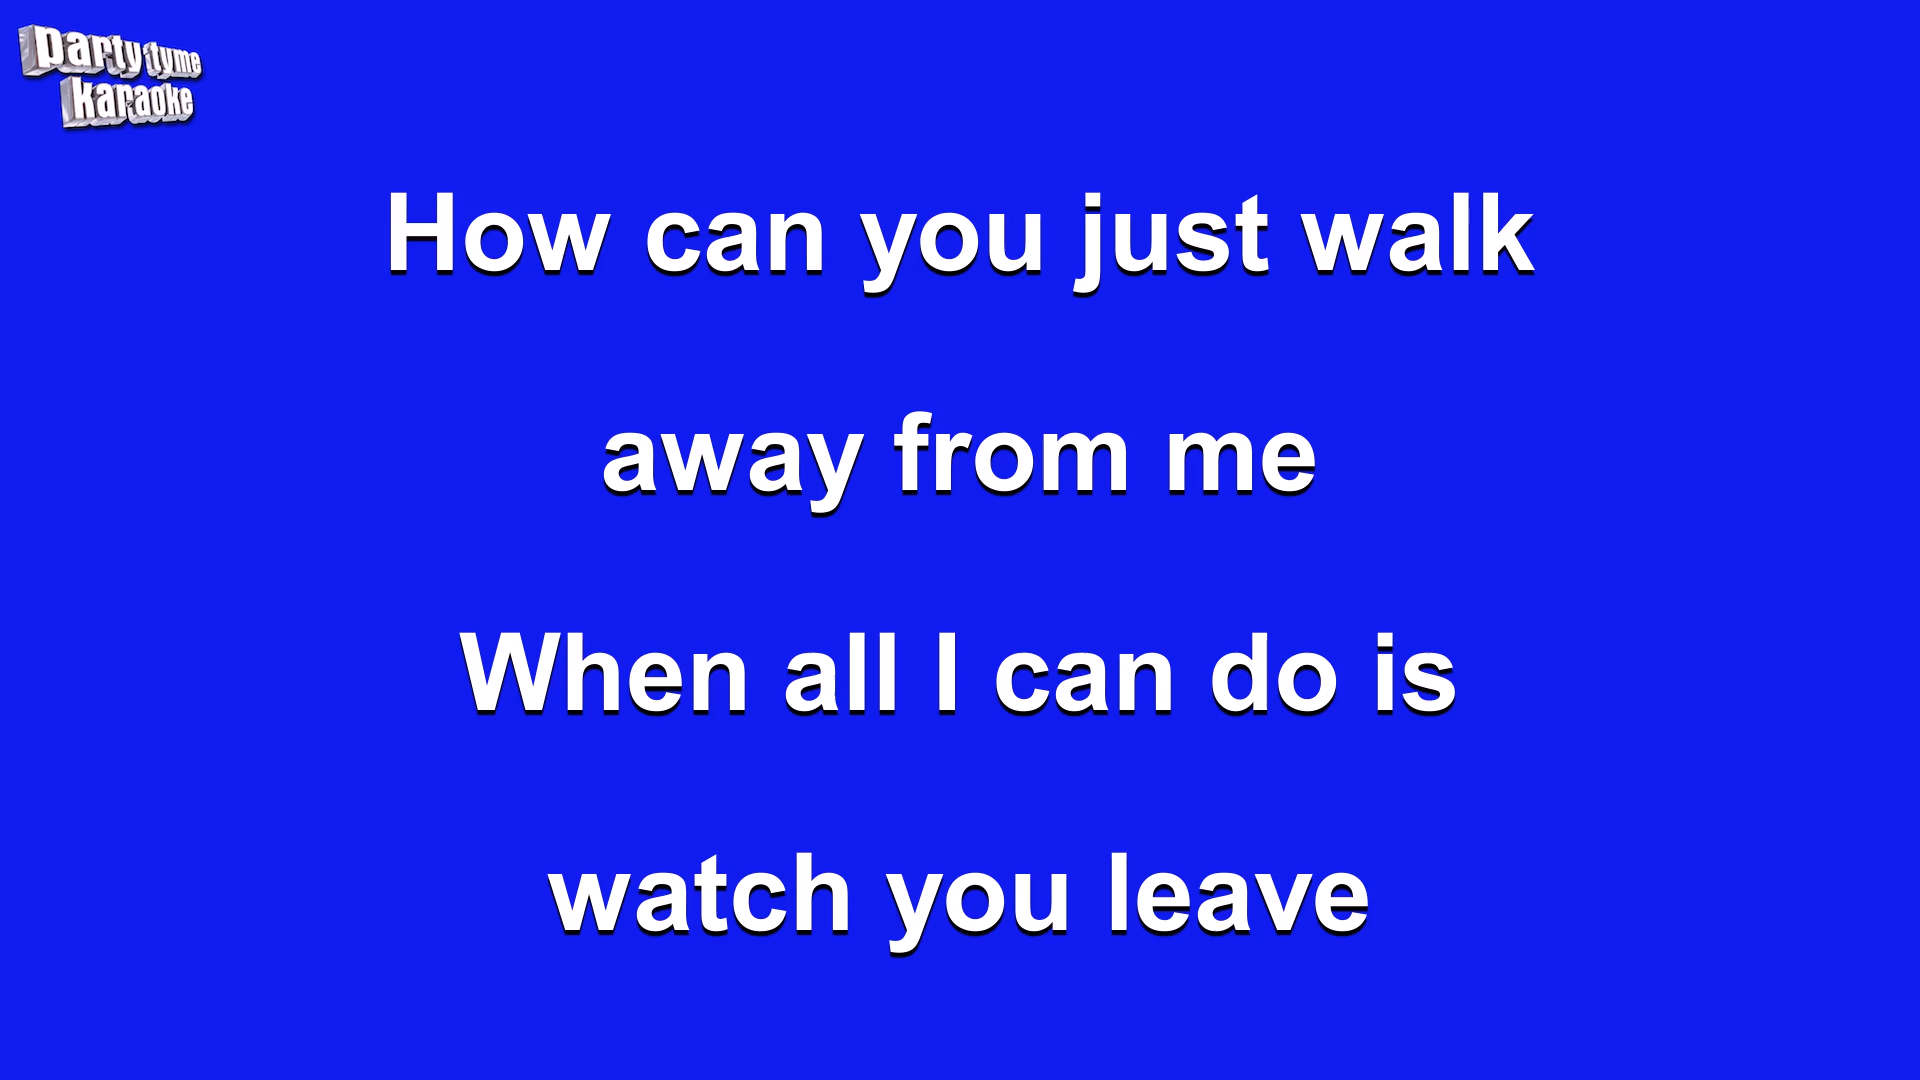 party tyme
karaoke
How can you just walk
away from me
When all I can do is
watch you leave